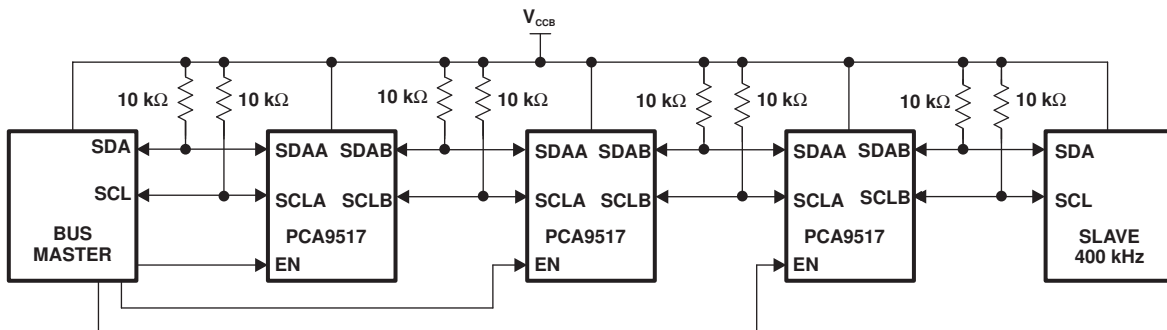 VCCB
10 kΩ 10 kΩ 10 kΩ 10 kΩ 10 kΩ 10 kΩ 10 kΩ 10 kΩ
SDA SDAA SDAB SDAA SDAB SDAA SDAB SDA
SCL SCLA SCLB SCLA SCLB SCLA SCLB SCL
BUS MASTER
PCA9517 PCA9517 PCA9517
SLAVE 400 kHz
EN EN EN